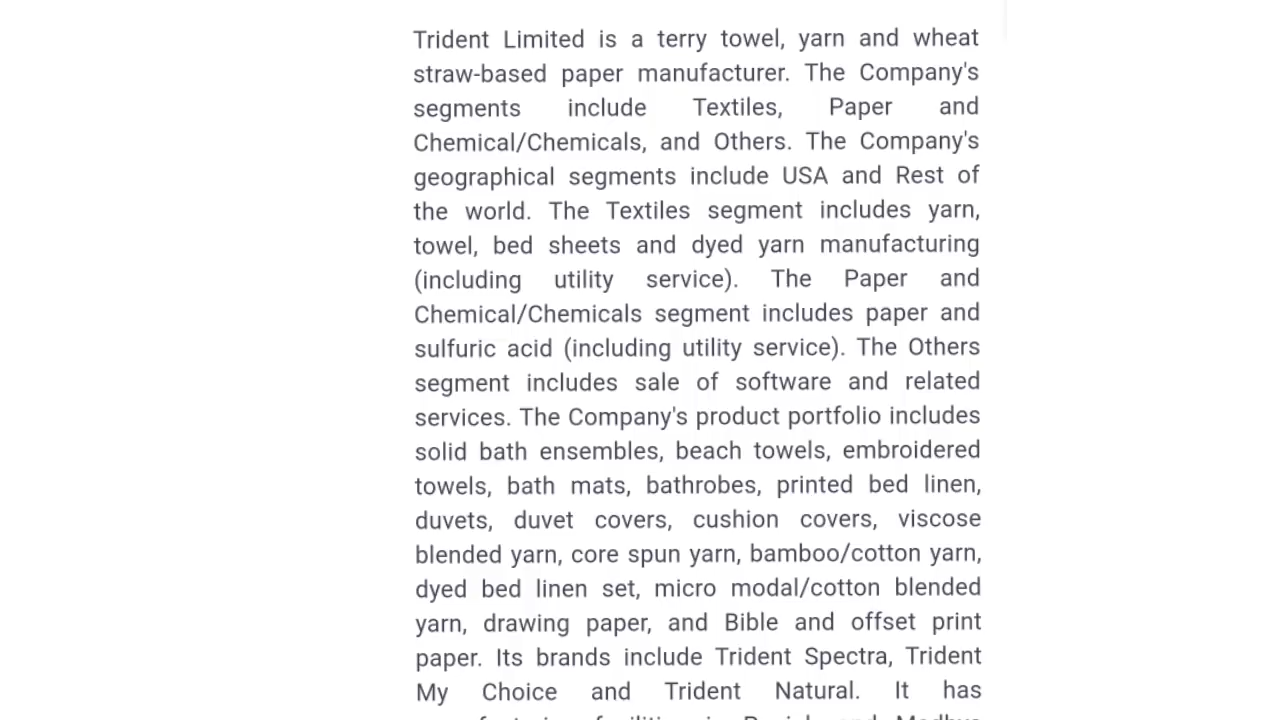 Trident Limited is a terry towel, yarn and wheat
straw-based paper manufacturer. The Company's
segments include Textiles, Paper and
Chemical/Chemicals, and Others. The Company's
geographical segments include USA and Rest of
the world. The Textiles segment includes yarn,
towel, bed sheets and dyed yarn manufacturing
(including utility service). The Paper and
Chemical/Chemicals segment includes paper and
sulfuric acid (including utility service). The Others
segment includes sale of software and related
services. The Company's product portfolio includes
solid bath ensembles, beach towels, embroidered
towels, bath mats, bathrobes, printed bed linen,
duvets, duvet covers, cushion covers, viscose
blended yarn, core spun yarn, bamboo/cotton yarn,
dyed bed linen set, micro modal/cotton blended
yarn, drawing paper, and Bible and offset print
paper. Its brands include Trident Spectra, Trident
My Choice and Trident Natural. It has